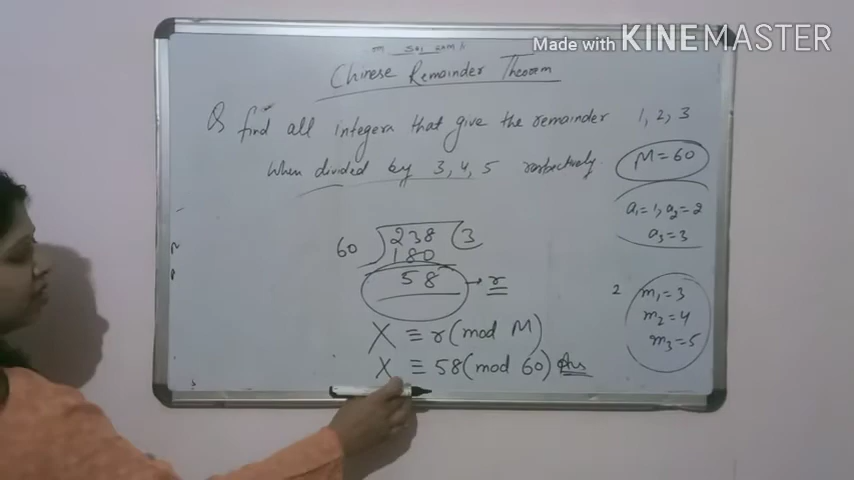 Made with KINEMASTER
Chinese Remainder Theorem
Q find all integers that give the remainder 1, 2, 3
When divided by 3, 4, 5 respectively.
M=60
a₁=1, a₂=2
a₃=3
60 ) 238 ( 3
180
58 → r
X ≡ r (mod M)
X ≡ 58 (mod 60) Ans
2 m₁=3
m₂=4
m₃=5